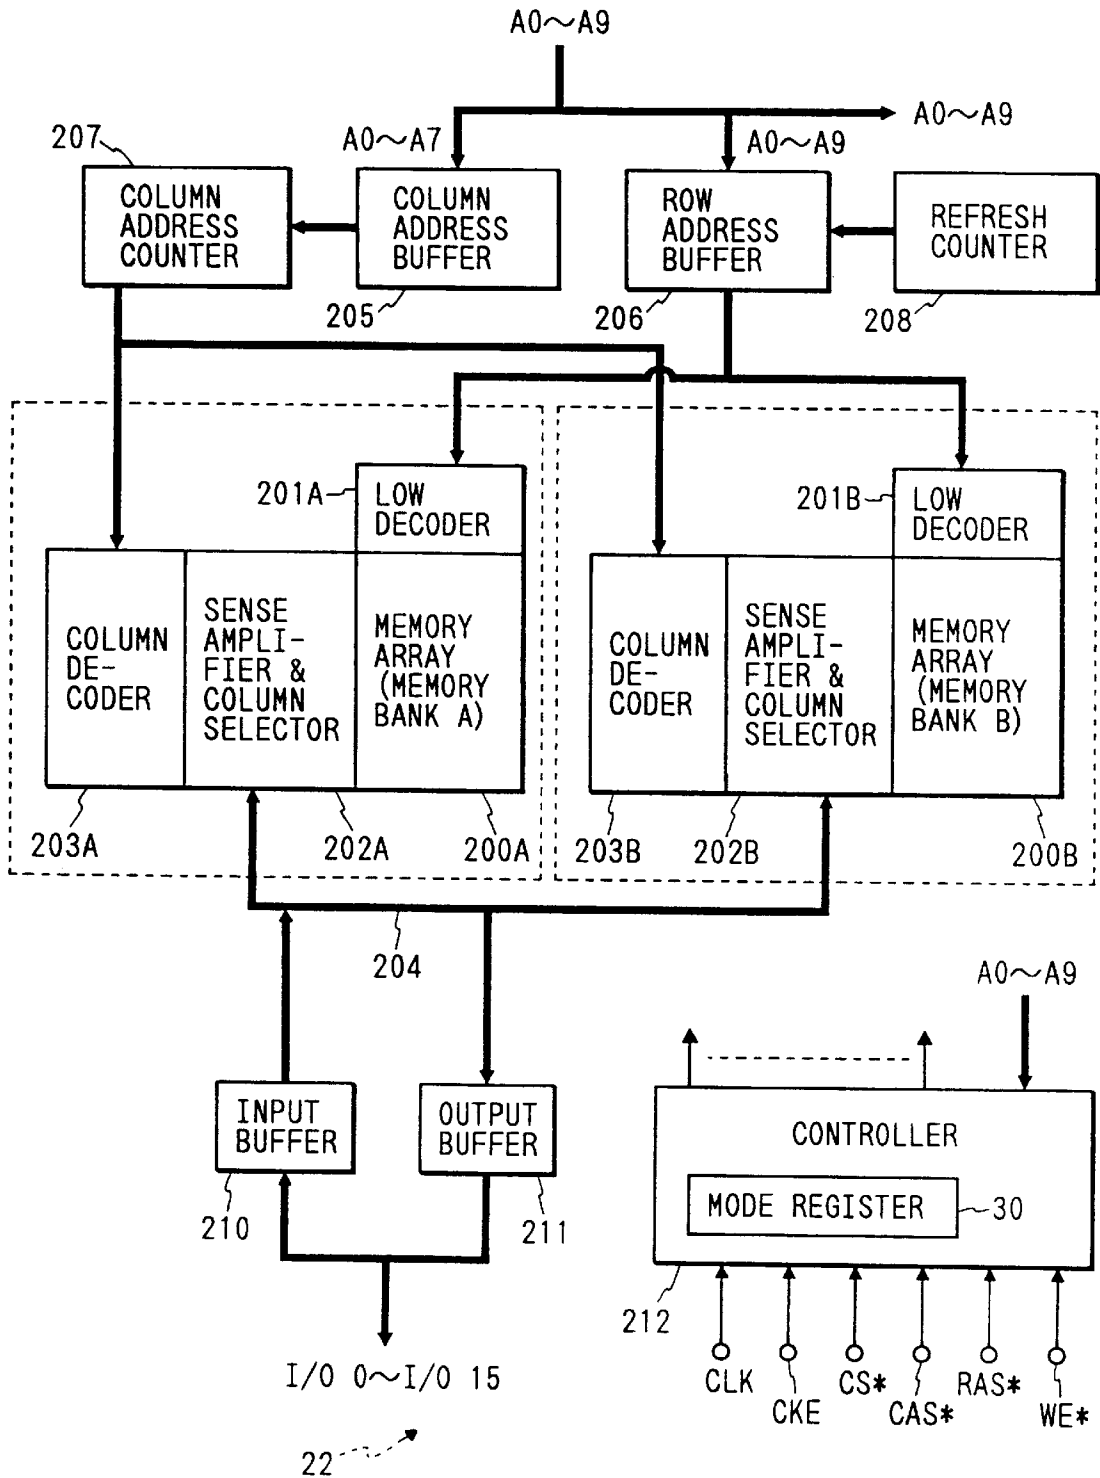 A0~A9
A0~A9
207
A0~A7
A0~A9
COLUMN
ADDRESS
COUNTER
COLUMN
ADDRESS
BUFFER
ROW
ADDRESS
BUFFER
REFRESH
COUNTER
205
206
208
201A
LOW
DECODER
201B
LOW
DECODER
COLUMN
DE-
CODER
SENSE
AMPLI-
FIER &
COLUMN
SELECTOR
MEMORY
ARRAY
(MEMORY
BANK A)
COLUMN
DE-
CODER
SENSE
AMPLI-
FIER &
COLUMN
SELECTOR
MEMORY
ARRAY
(MEMORY
BANK B)
203A
202A
200A
203B
202B
200B
204
A0~A9
INPUT
BUFFER
OUTPUT
BUFFER
CONTROLLER
MODE REGISTER
30
210
211
212
I/O 0~I/O 15
CLK
CKE
CS*
CAS*
RAS*
WE*
22